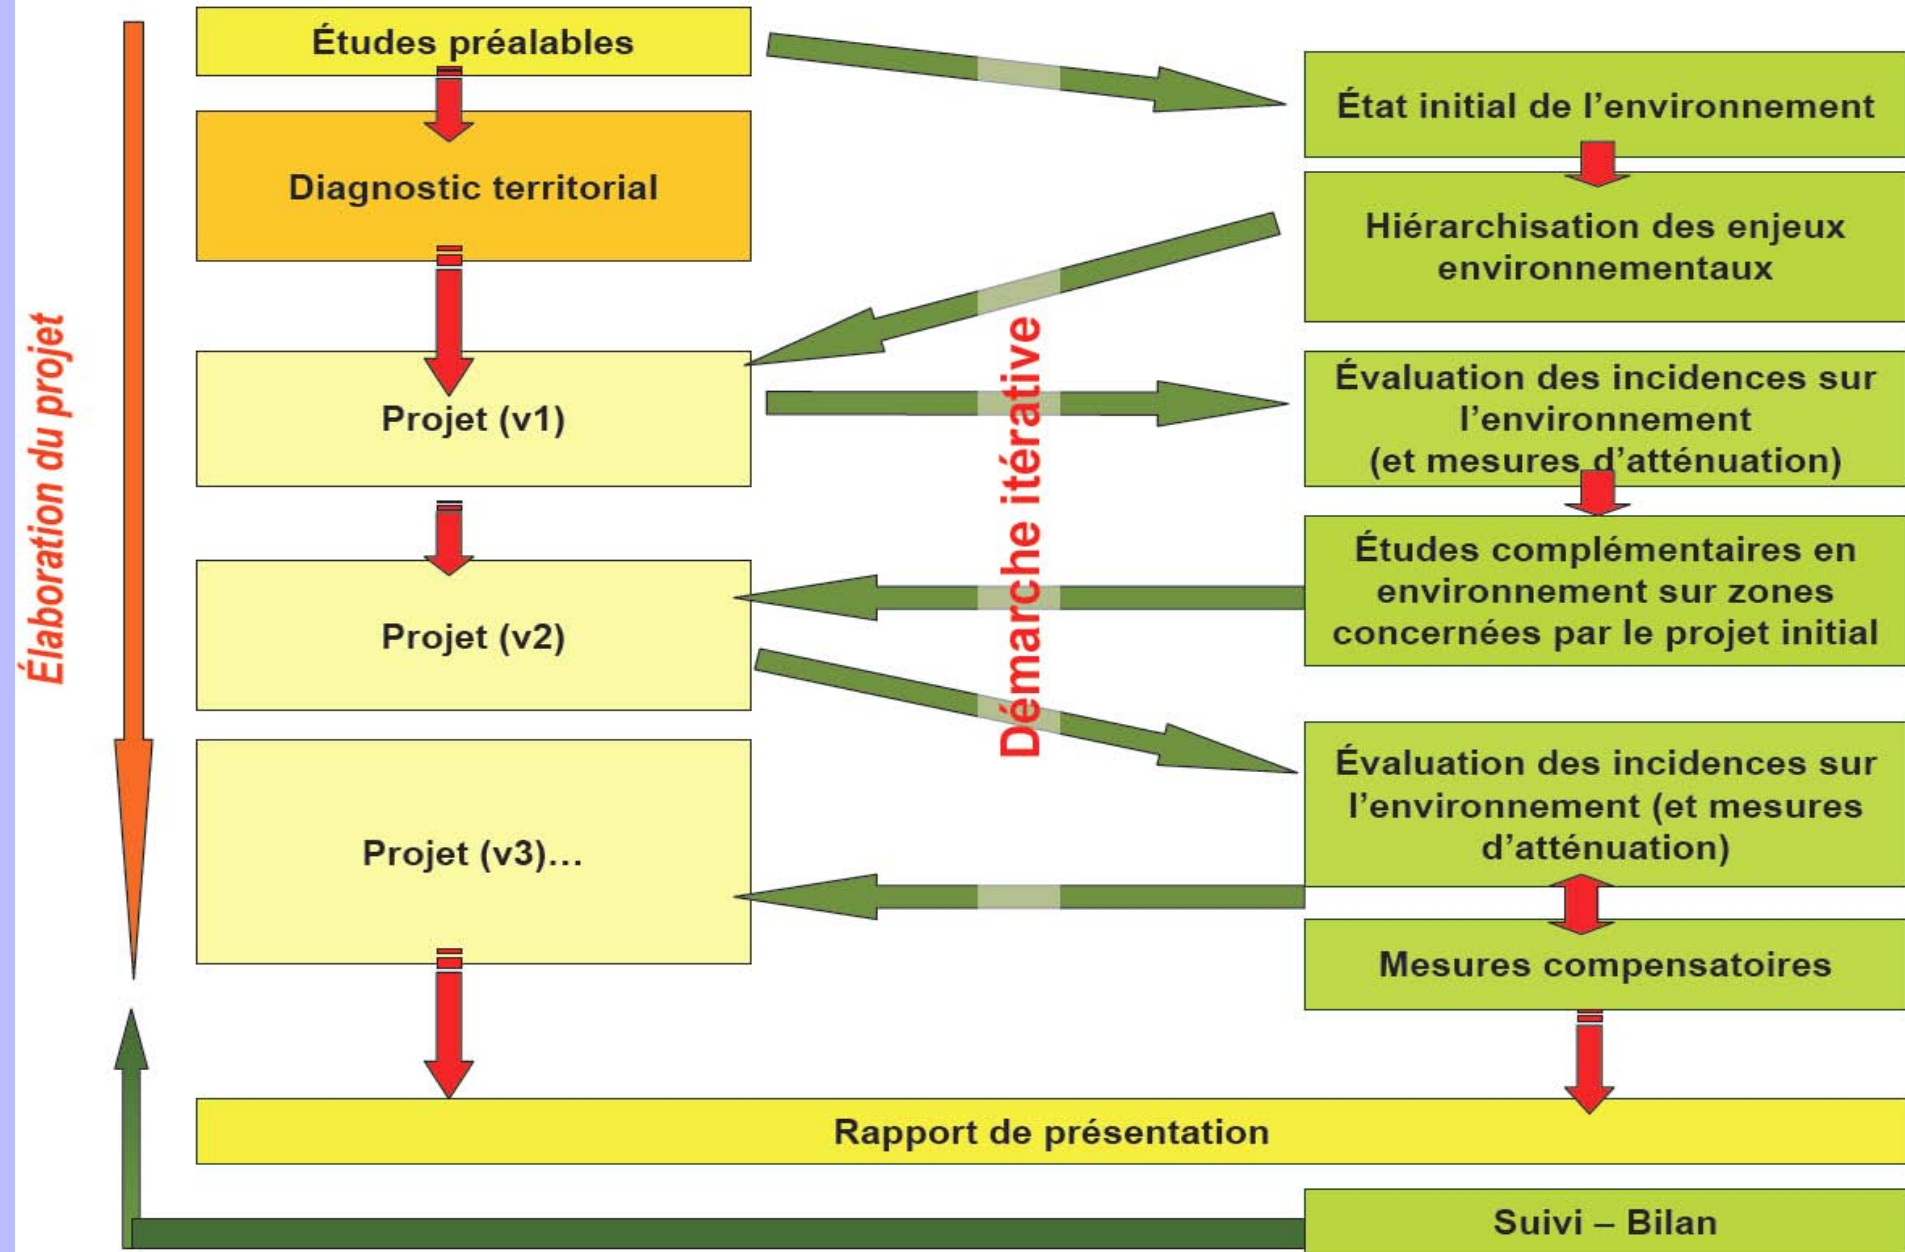 Élaboration du projet
Études préalables
Diagnostic territorial
Projet (v1)
Projet (v2)
Projet (v3)...
Démarche itérative
État initial de l'environnement
Hiérarchisation des enjeux
environnementaux
Évaluation des incidences sur
l'environnement
(et mesures d'atténuation)
Études complémentaires en
environnement sur zones
concernées par le projet initial
Évaluation des incidences sur
l'environnement (et mesures
d'atténuation)
Mesures compensatoires
Rapport de présentation
Suivi – Bilan